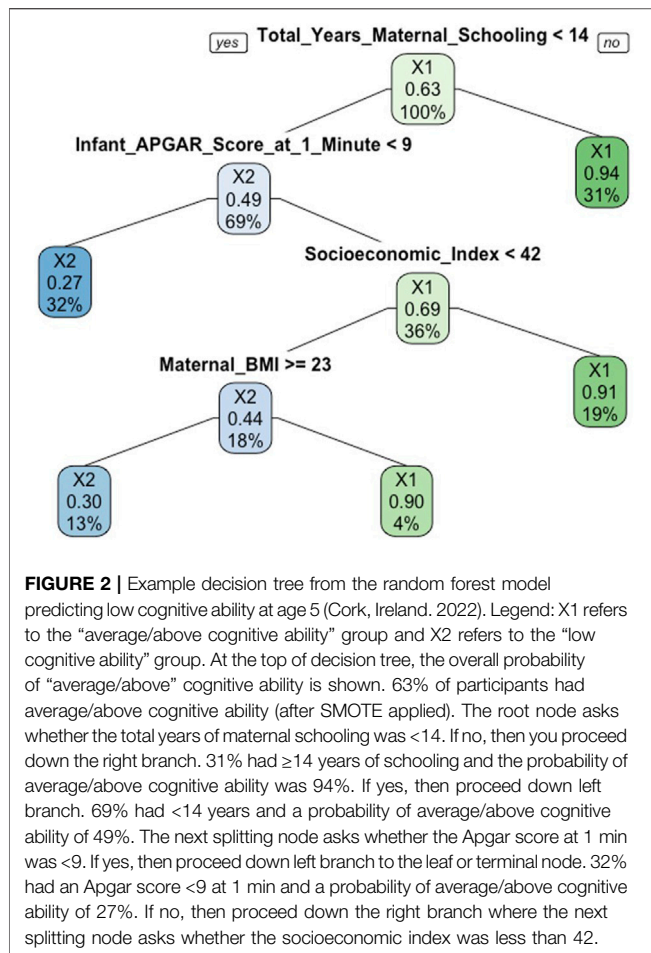 yes Total_Years_Maternal_Schooling < 14 no
X1
0.63
100%
Infant_APGAR_Score_at_1_Minute < 9
X2
0.49
69%
X1
0.94
31%
X2
0.27
32%
Socioeconomic_Index < 42
X1
0.69
36%
Maternal_BMI >= 23
X2
0.44
18%
X1
0.91
19%
X2
0.30
13%
X1
0.90
4%
FIGURE 2 | Example decision tree from the random forest model
predicting low cognitive ability at age 5 (Cork, Ireland. 2022). Legend: X1 refers
to the “average/above cognitive ability” group and X2 refers to the “low
cognitive ability” group. At the top of decision tree, the overall probability
of “average/above” cognitive ability is shown. 63% of participants had
average/above cognitive ability (after SMOTE applied). The root node asks
whether the total years of maternal schooling was <14. If no, then you proceed
down the right branch. 31% had ≥14 years of schooling and the probability of
average/above cognitive ability was 94%. If yes, then proceed down left
branch. 69% had <14 years and a probability of average/above cognitive
ability of 49%. The next splitting node asks whether the Apgar score at 1 min
was <9. If yes, then proceed down left branch to the leaf or terminal node. 32%
had an Apgar score <9 at 1 min and a probability of average/above cognitive
ability of 27%. If no, then proceed down the right branch where the next
splitting node asks whether the socioeconomic index was less than 42.